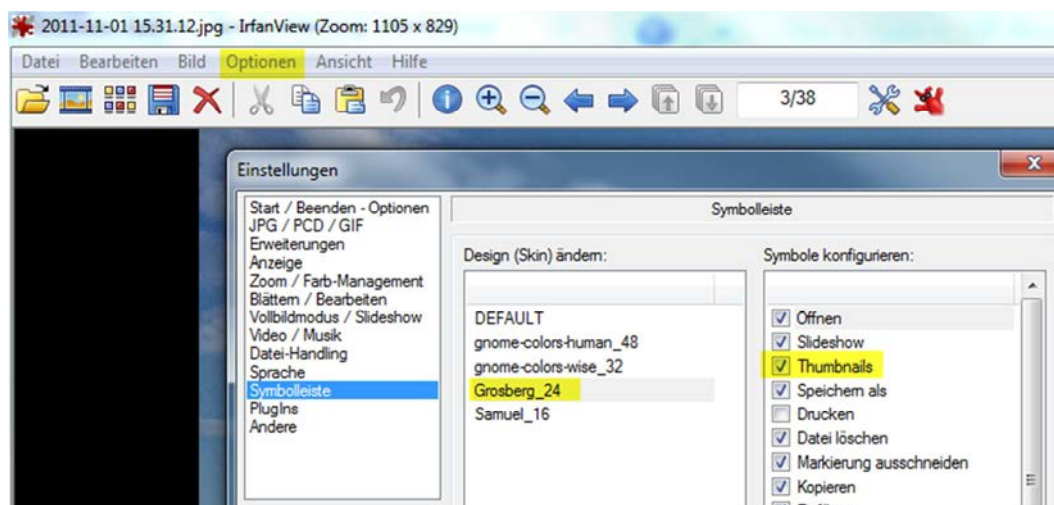 2011-11-01 15.31.12.jpg - IrfanView (Zoom: 1105 x 829)
Datei Bearbeiten Bild Optionen Ansicht Hilfe
3/38
Einstellungen
Start / Beenden - Optionen
JPG / PCD / GIF
Erweiterungen
Anzeige
Zoom / Farb-Management
Blättern / Bearbeiten
Vollbildmodus / Slideshow
Video / Musik
Datei-Handling
Sprache
Symbolleiste
PlugIns
Andere
Symbolleiste
Design (Skin) ändern:
DEFAULT
gnome-colors-human_48
gnome-colors-wise_32
Grosberg_24
Samuel_16
Symbole konfigurieren:
Öffnen
Slideshow
Thumbnails
Speichern als
Drucken
Datei löschen
Markierung ausschneiden
Kopieren